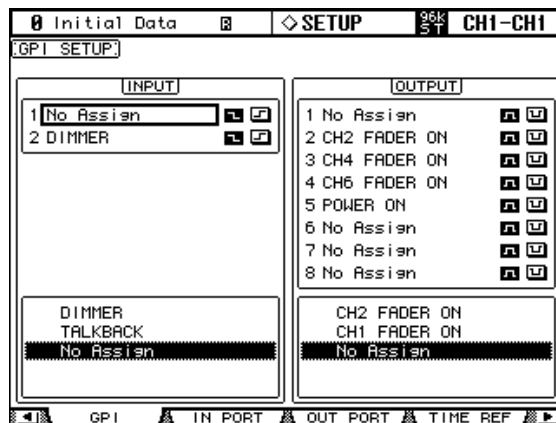 0 Initial Data
SETUP
96k ST
CH1-CH1
GPI SETUP
INPUT
1 No Assign
2 DIMMER
DIMMER
TALKBACK
No Assign
OUTPUT
1 No Assign
2 CH2 FADER ON
3 CH4 FADER ON
4 CH6 FADER ON
5 POWER ON
6 No Assign
7 No Assign
8 No Assign
CH2 FADER ON
CH1 FADER ON
No Assign
GPI
IN PORT
OUT PORT
TIME REF